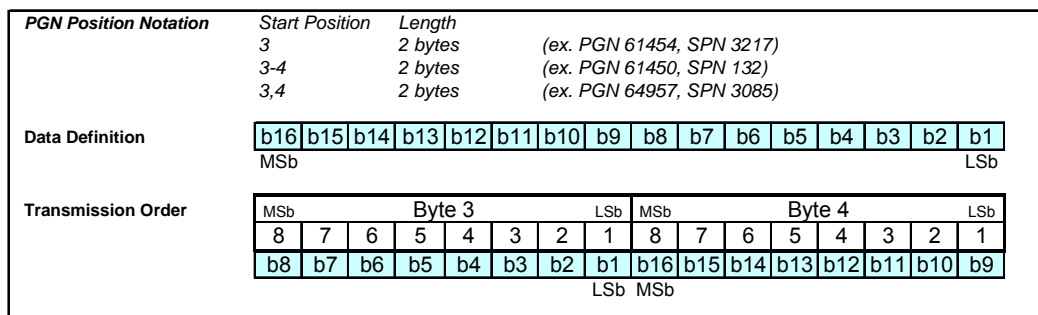 PGN Position Notation Start Position Length
3 2 bytes (ex. PGN 61454, SPN 3217)
3-4 2 bytes (ex. PGN 61450, SPN 132)
3,4 2 bytes (ex. PGN 64957, SPN 3085)
Data Definition b16 b15 b14 b13 b12 b11 b10 b9 b8 b7 b6 b5 b4 b3 b2 b1
MSb LSb
Transmission Order MSb Byte 3 LSb MSb Byte 4 LSb
8 7 6 5 4 3 2 1 8 7 6 5 4 3 2 1
b8 b7 b6 b5 b4 b3 b2 b1 b16 b15 b14 b13 b12 b11 b10 b9
LSb MSb